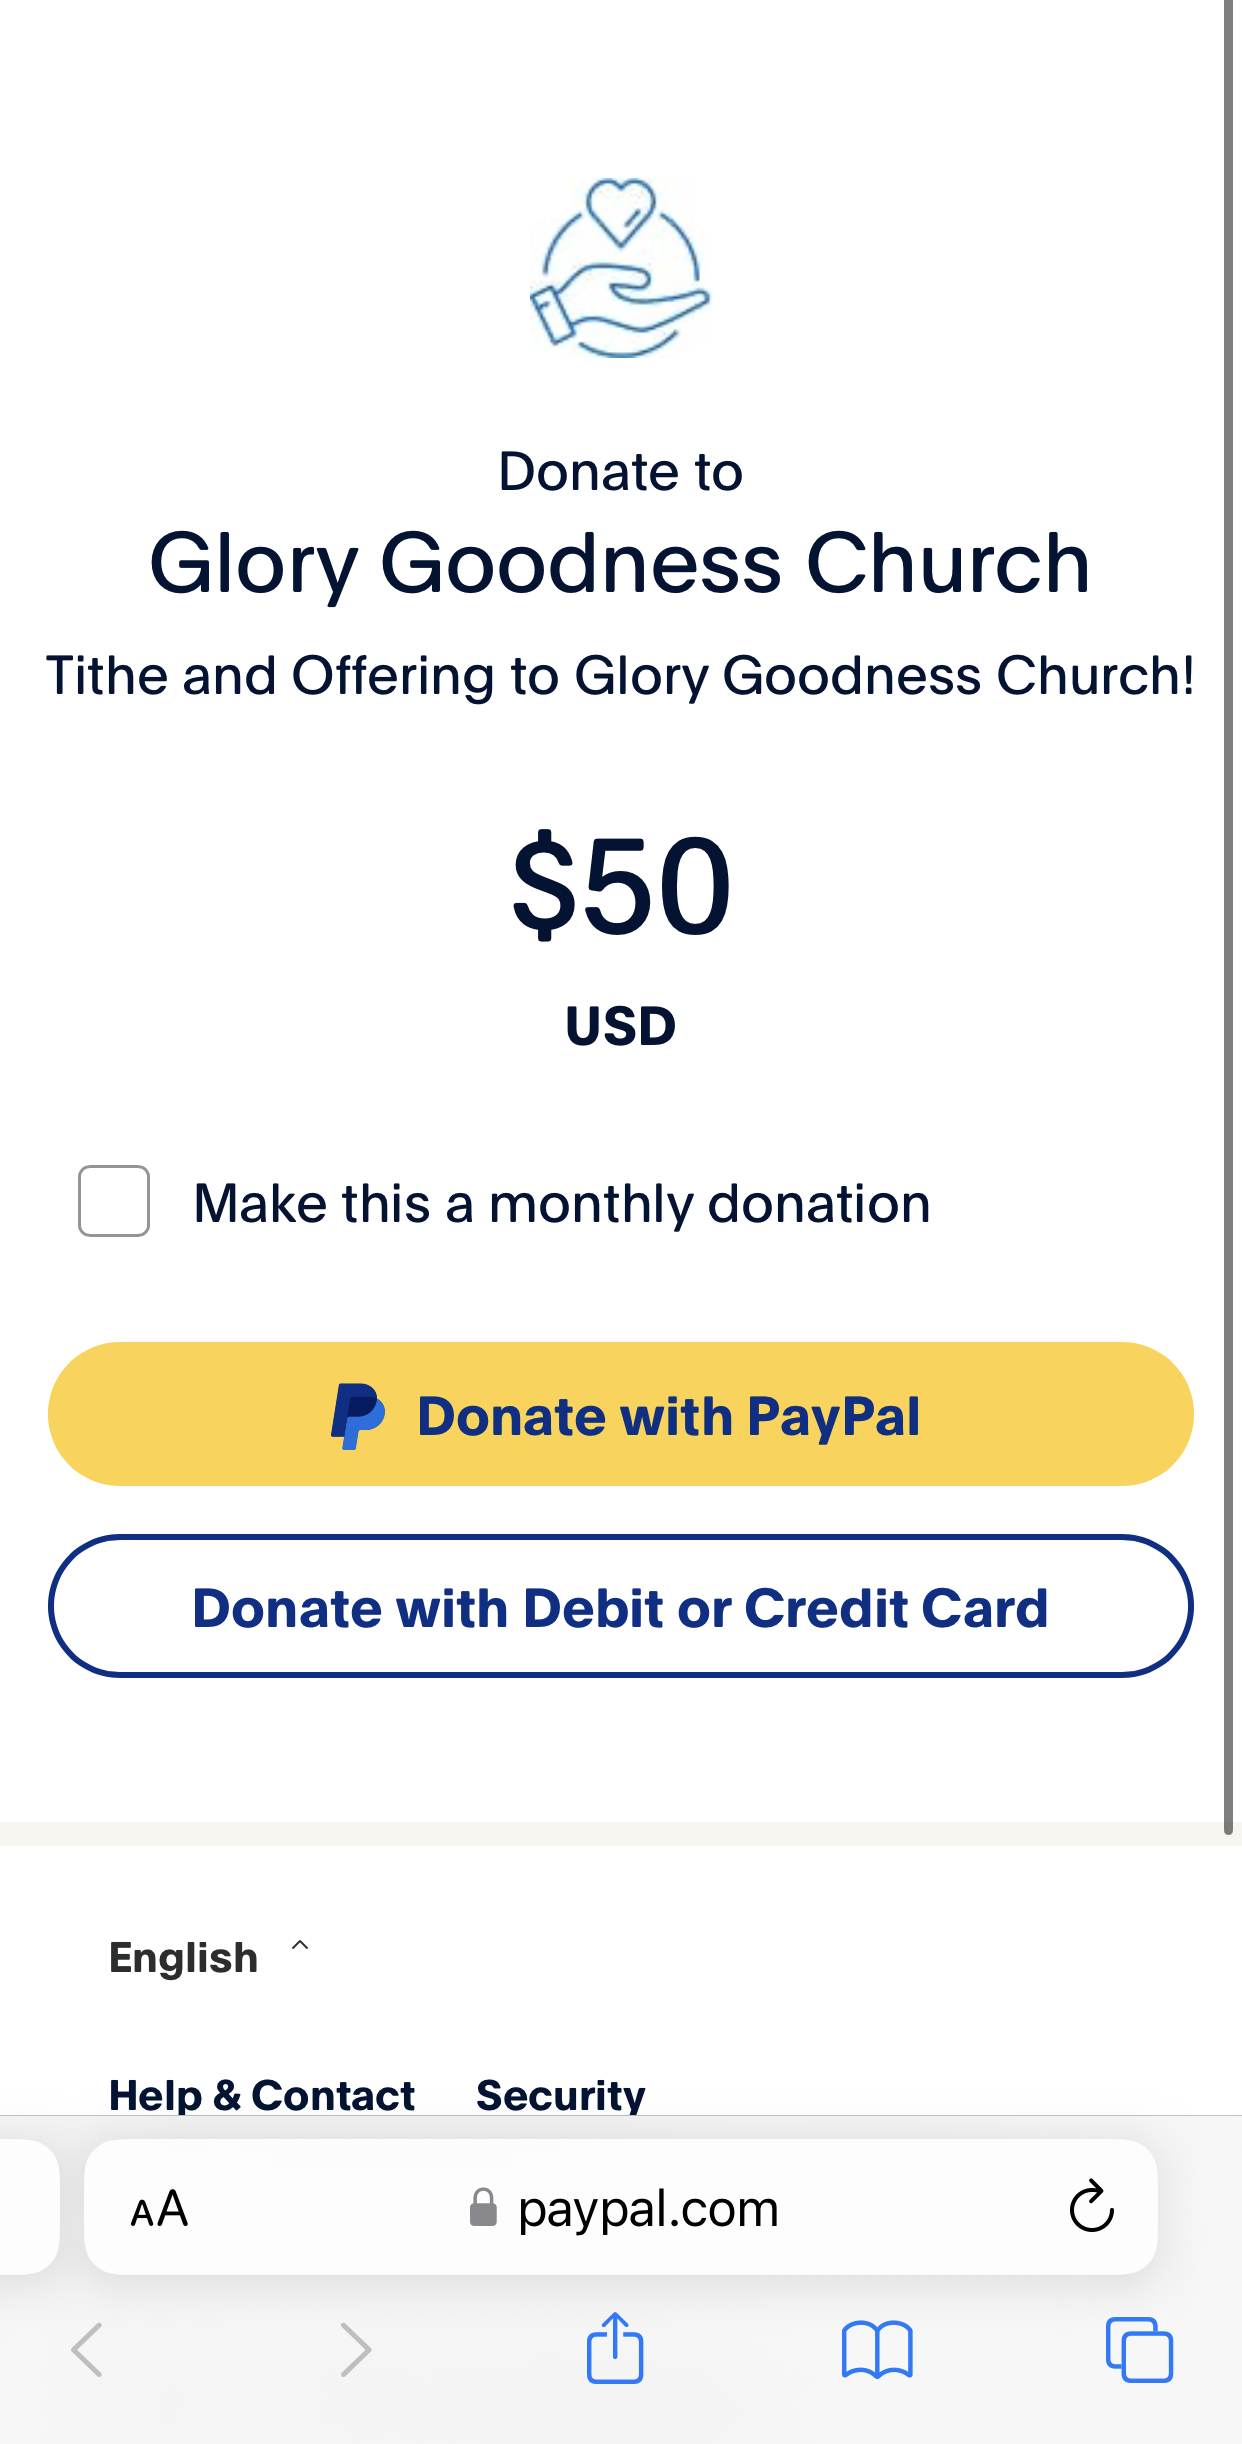 Donate to
Glory Goodness Church
Tithe and Offering to Glory Goodness Church!
$50
USD
Make this a monthly donation
Donate with PayPal
Donate with Debit or Credit Card
English
Help & Contact Security
AA paypal.com